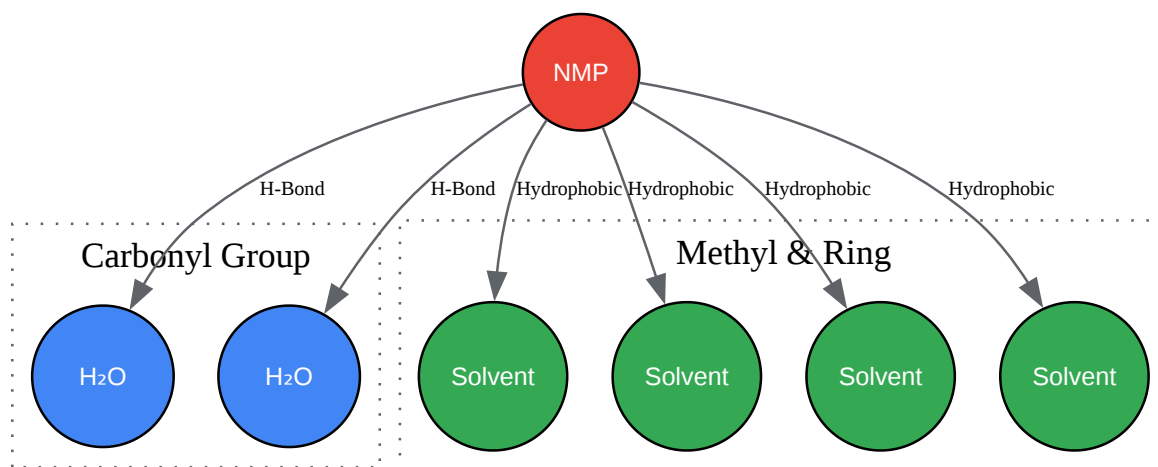 NMP
H-Bond
H-Bond
Hydrophobic
Hydrophobic
Hydrophobic
Hydrophobic
Carbonyl Group
Methyl & Ring
H₂O
H₂O
Solvent
Solvent
Solvent
Solvent